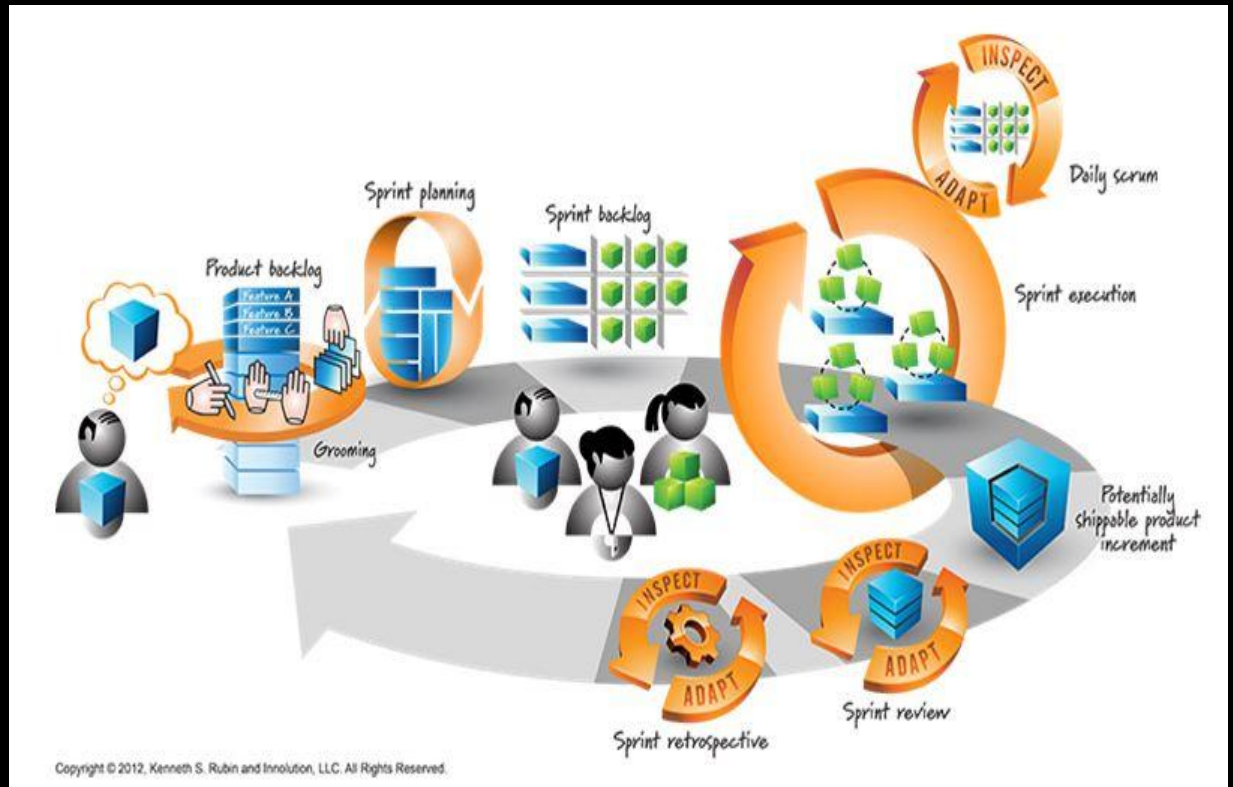 INSPECT
ADAPT
Daily scrum
Sprint planning
Sprint backlog
Product backlog
Feature A
Feature B
Feature C
Sprint execution
Grooming
Potentially
shippable product
increment
INSPECT
ADAPT
Sprint review
INSPECT
ADAPT
Sprint retrospective
Copyright © 2012, Kenneth S. Rubin and Innolution, LLC. All Rights Reserved.